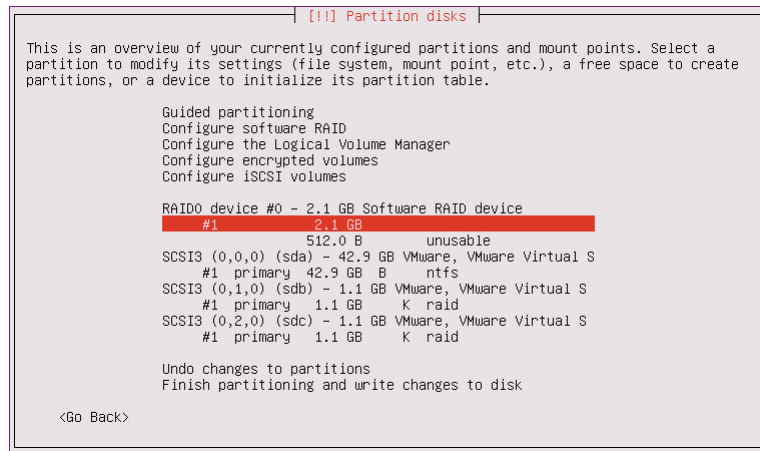 [!!] Partition disks
This is an overview of your currently configured partitions and mount points. Select a
partition to modify its settings (file system, mount point, etc.), a free space to create
partitions, or a device to initialize its partition table.
Guided partitioning
Configure software RAID
Configure the Logical Volume Manager
Configure encrypted volumes
Configure iSCSI volumes
RAID0 device #0 - 2.1 GB Software RAID device
#1 2.1 GB
512.0 B unusable
SCSI3 (0,0,0) (sda) - 42.9 GB VMware, VMware Virtual S
#1 primary 42.9 GB B ntfs
SCSI3 (0,1,0) (sdb) - 1.1 GB VMware, VMware Virtual S
#1 primary 1.1 GB K raid
SCSI3 (0,2,0) (sdc) - 1.1 GB VMware, VMware Virtual S
#1 primary 1.1 GB K raid
Undo changes to partitions
Finish partitioning and write changes to disk
<Go Back>